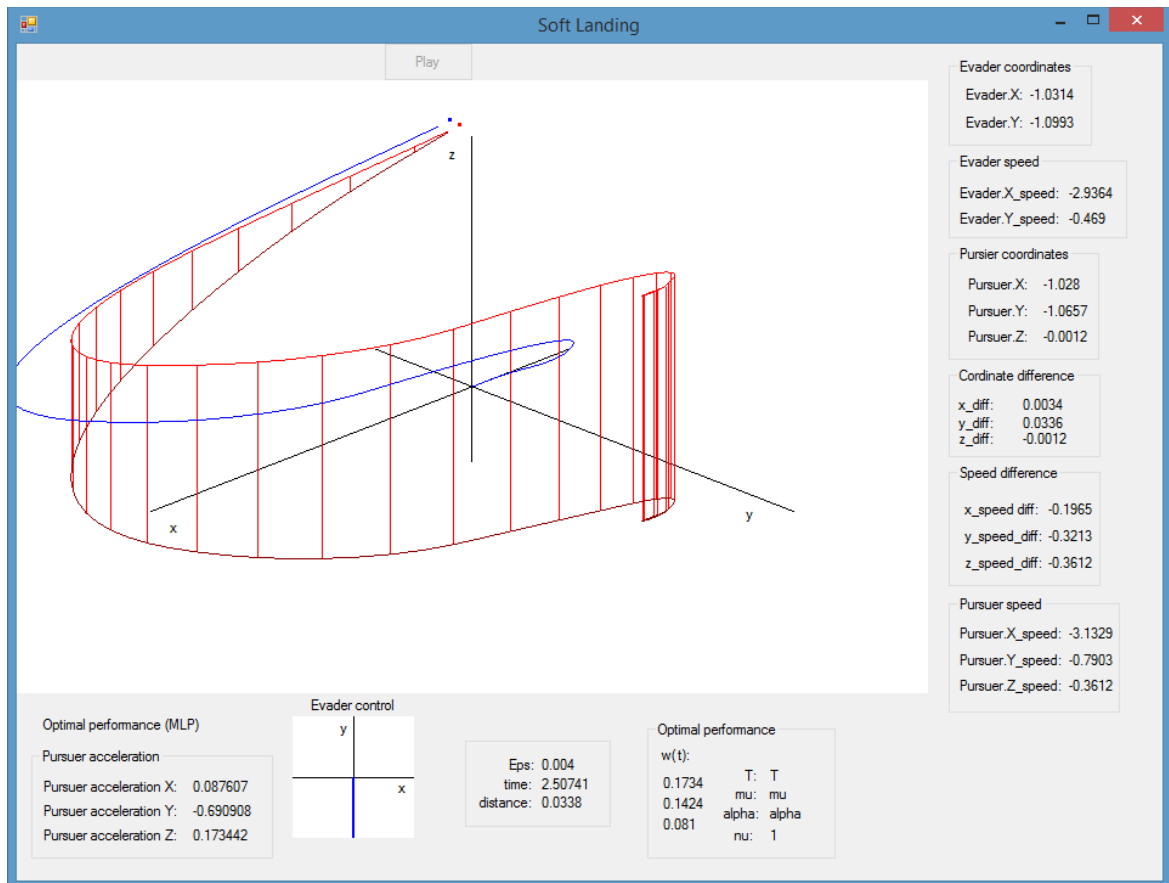 Soft Landing
Play
z
x
y
Evader coordinates
Evader.X: -1.0314
Evader.Y: -1.0993
Evader speed
Evader.X_speed: -2.9364
Evader.Y_speed: -0.469
Pursier coordinates
Pursuer.X: -1.028
Pursuer.Y: -1.0657
Pursuer.Z: -0.0012
Cordinate difference
x_diff: 0.0034
y_diff: 0.0336
z_diff: -0.0012
Speed difference
x_speed diff: -0.1965
y_speed_diff: -0.3213
z_speed_diff: -0.3612
Pursuer speed
Pursuer.X_speed: -3.1329
Pursuer.Y_speed: -0.7903
Pursuer.Z_speed: -0.3612
Optimal performance (MLP)
Pursuer acceleration
Pursuer acceleration X: 0.087607
Pursuer acceleration Y: -0.690908
Pursuer acceleration Z: 0.173442
Evader control
y
x
Eps: 0.004
time: 2.50741
distance: 0.0338
Optimal performance
w(t):
0.1734
0.1424
0.081
T: T
mu: mu
alpha: alpha
nu: 1